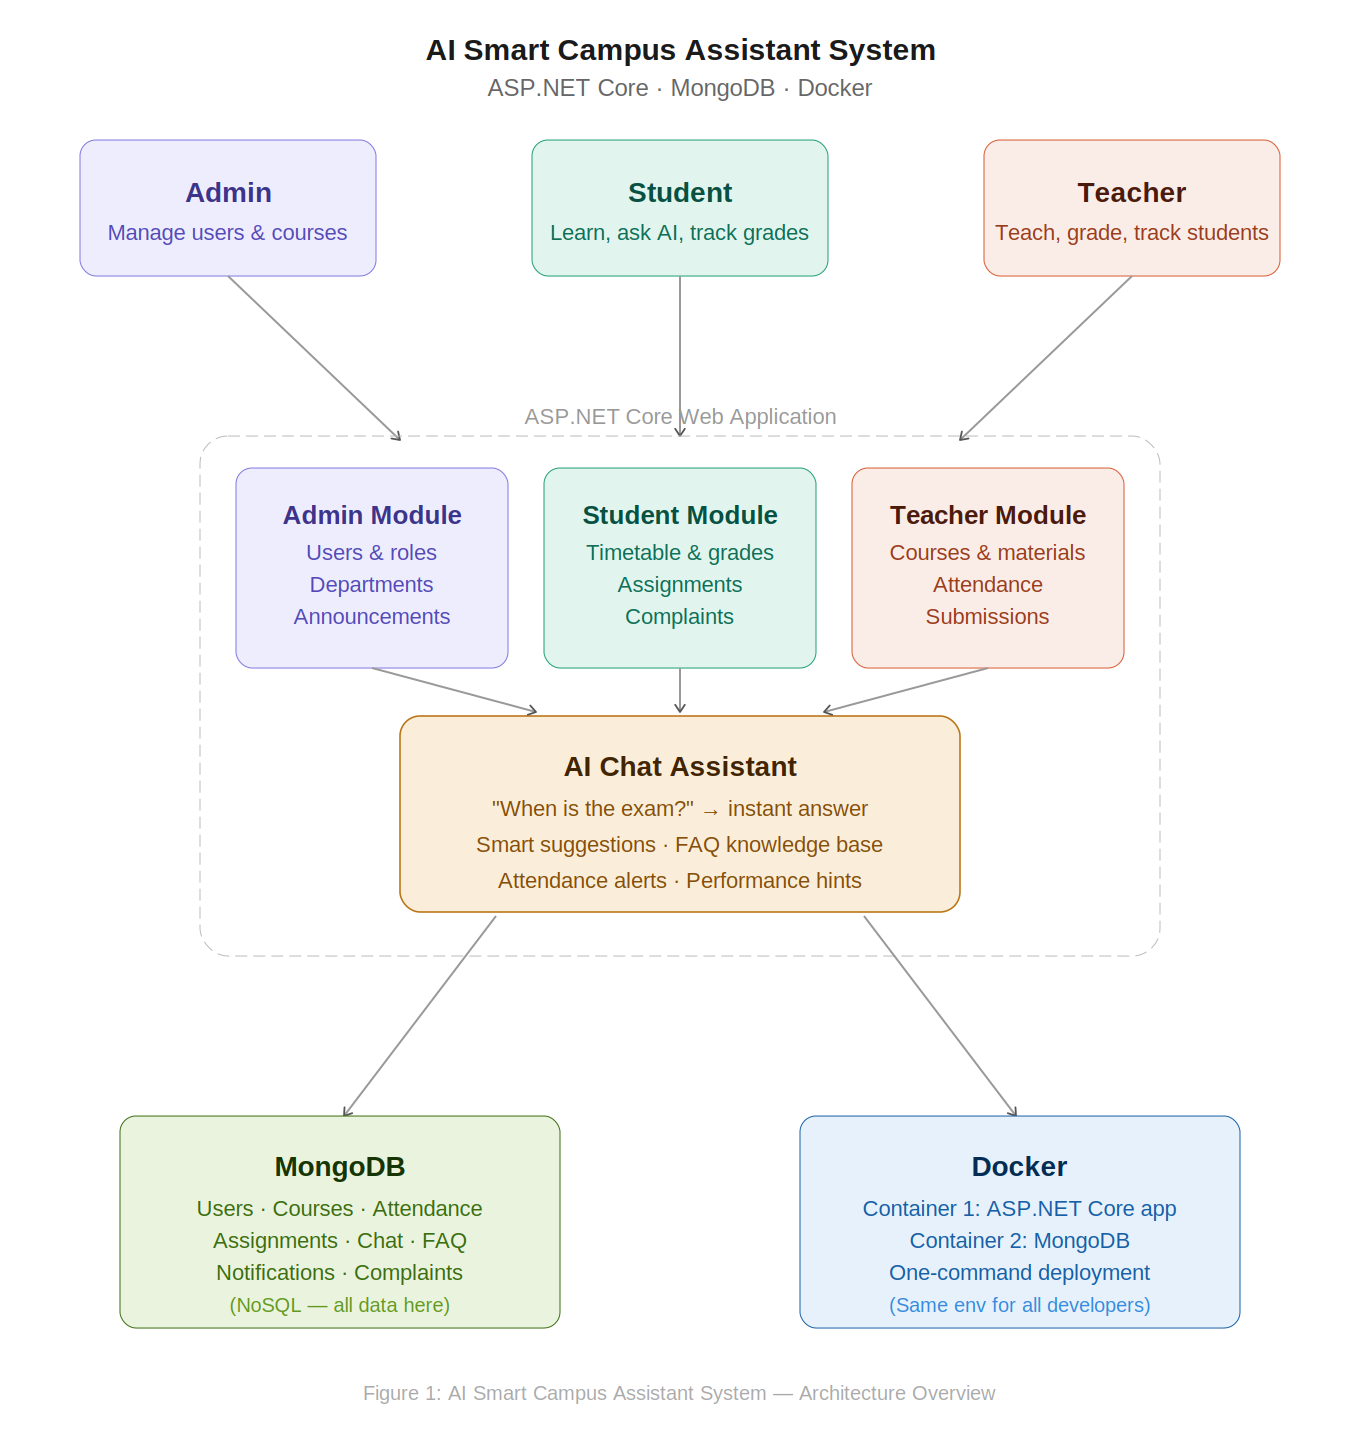 AI Smart Campus Assistant System
ASP.NET Core · MongoDB · Docker
Admin
Manage users & courses
Student
Learn, ask AI, track grades
Teacher
Teach, grade, track students
ASP.NET Core Web Application
Admin Module
Users & roles
Departments
Announcements
Student Module
Timetable & grades
Assignments
Complaints
Teacher Module
Courses & materials
Attendance
Submissions
AI Chat Assistant
"When is the exam?" → instant answer
Smart suggestions · FAQ knowledge base
Attendance alerts · Performance hints
MongoDB
Users · Courses · Attendance
Assignments · Chat · FAQ
Notifications · Complaints
(NoSQL — all data here)
Docker
Container 1: ASP.NET Core app
Container 2: MongoDB
One-command deployment
(Same env for all developers)
Figure 1: AI Smart Campus Assistant System — Architecture Overview